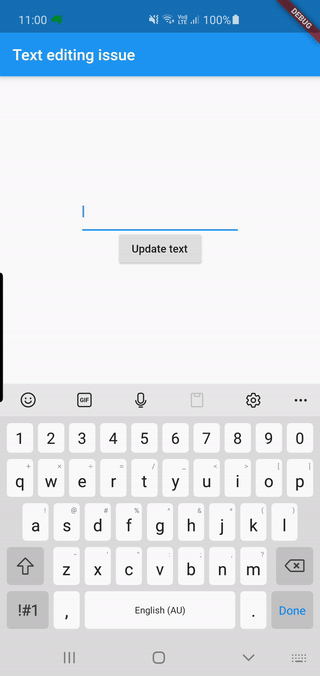 11:00 100%
DEBUG
Text editing issue
Update text
GIF
1 2 3 4 5 6 7 8 9 0
q w e r t y u i o p
a s d f g h j k l
z x c v b n m
!#1 , English (AU) . Done